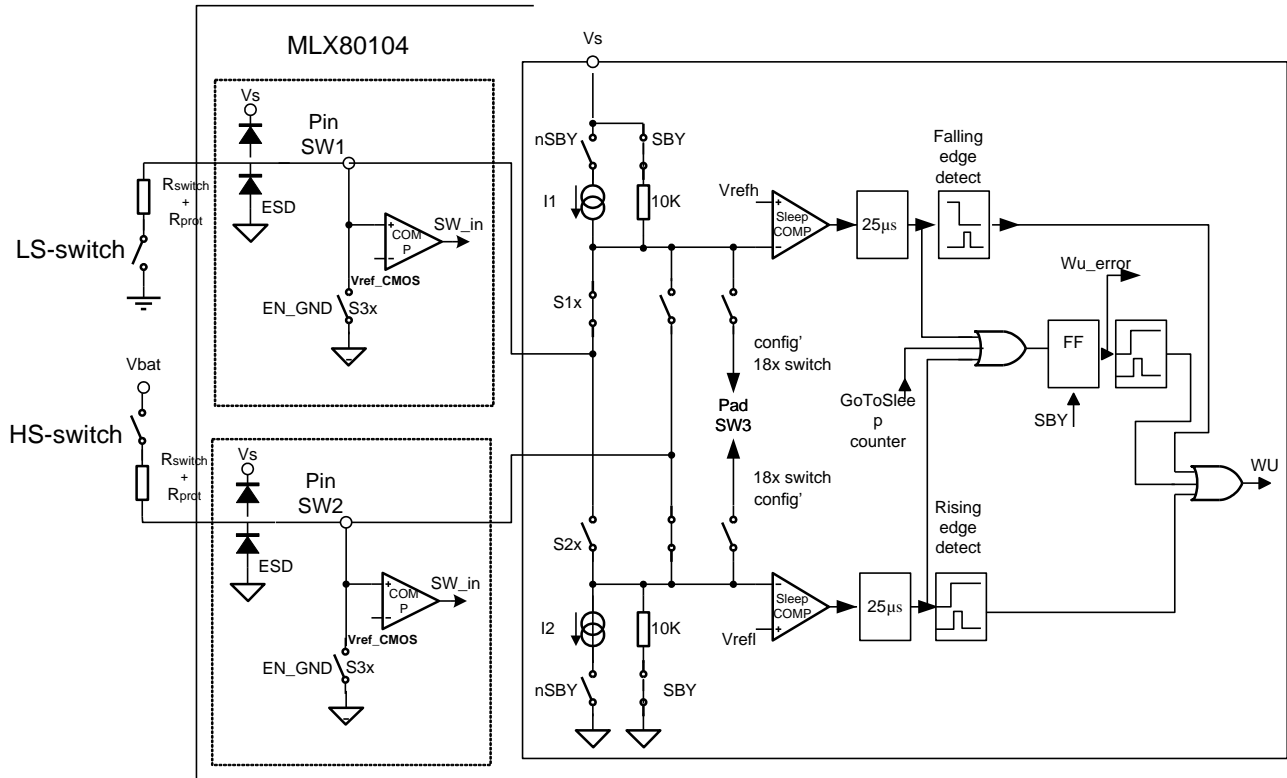 MLX80104
Vs
Vs
Pin
SW1
nSBY
SBY
Falling
edge
detect
Rswitch
+
Rprot
ESD
I1
10K
Vrefh
Sleep
COMP
25µs
LS-switch
COM
P
SW_in
Vref_CMOS
EN_GND
S3x
S1x
Wu_error
config'
18x switch
FF
Vbat
Pad
SW3
GoToSlee
p
counter
SBY
HS-switch
Rswitch
+
Rprot
Vs
Pin
SW2
18x switch
config'
WU
ESD
S2x
Rising
edge
detect
COM
P
SW_in
Vref_CMOS
I2
10K
Sleep
COMP
25µs
Vrefl
EN_GND
S3x
nSBY
SBY